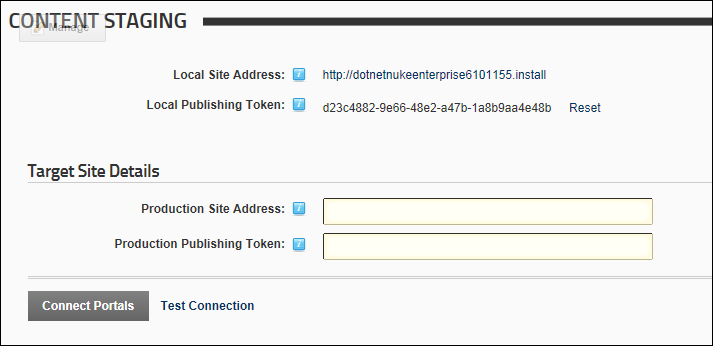 CONTENT STAGING
Manage
Local Site Address: http://dotnetnukeenterprise6101155.install
Local Publishing Token: d23c4882-9e66-48e2-a47b-1a8b9aa4e48b Reset
Target Site Details
Production Site Address:
Production Publishing Token:
Connect Portals Test Connection